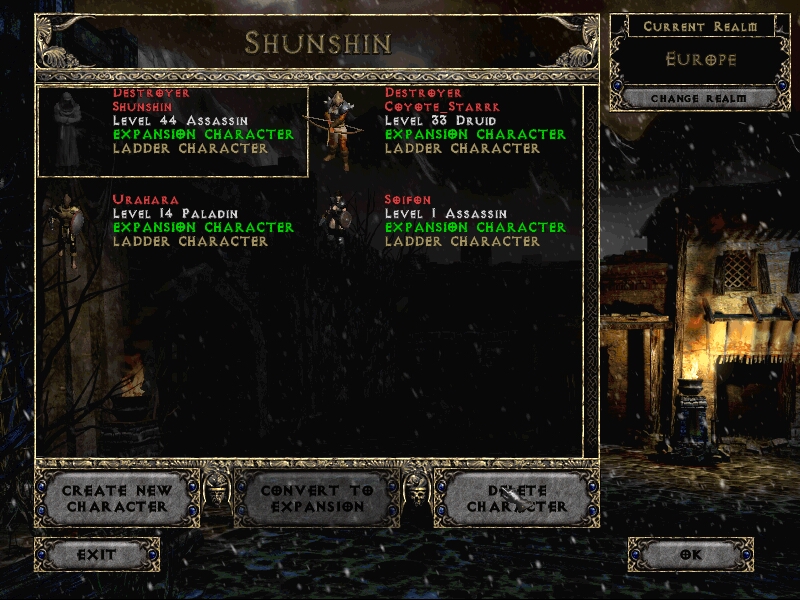 Shunshin
Current Realm
Europe
Change Realm
Destroyer
Shunshin
Level 44 Assassin
EXPANSION CHARACTER
LADDER CHARACTER
Destroyer
Coyote_Starrk
Level 33 Druid
EXPANSION CHARACTER
LADDER CHARACTER
Urahara
Level 14 Paladin
EXPANSION CHARACTER
LADDER CHARACTER
Soifon
Level 1 Assassin
EXPANSION CHARACTER
LADDER CHARACTER
CREATE NEW
CHARACTER
CONVERT TO
EXPANSION
DELETE
CHARACTER
EXIT
OK